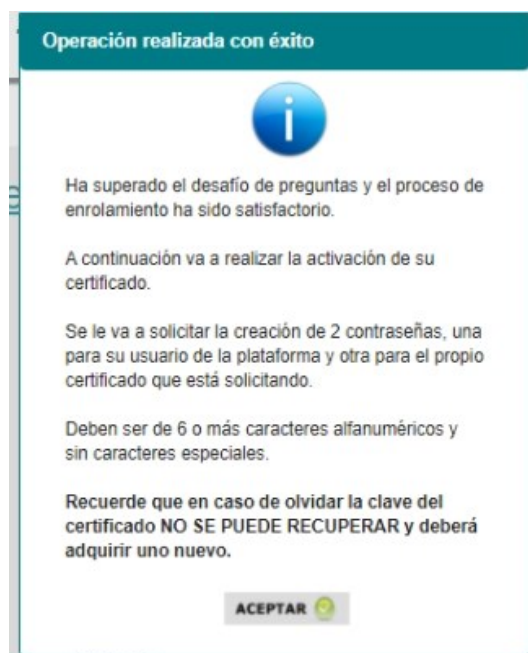 Operación realizada con éxito
Ha superado el desafío de preguntas y el proceso de
enrolamiento ha sido satisfactorio.
A continuación va a realizar la activación de su
certificado.
Se le va a solicitar la creación de 2 contraseñas, una
para su usuario de la plataforma y otra para el propio
certificado que está solicitando.
Deben ser de 6 o más caracteres alfanuméricos y
sin caracteres especiales.
Recuerde que en caso de olvidar la clave del
certificado NO SE PUEDE RECUPERAR y deberá
adquirir uno nuevo.
ACEPTAR